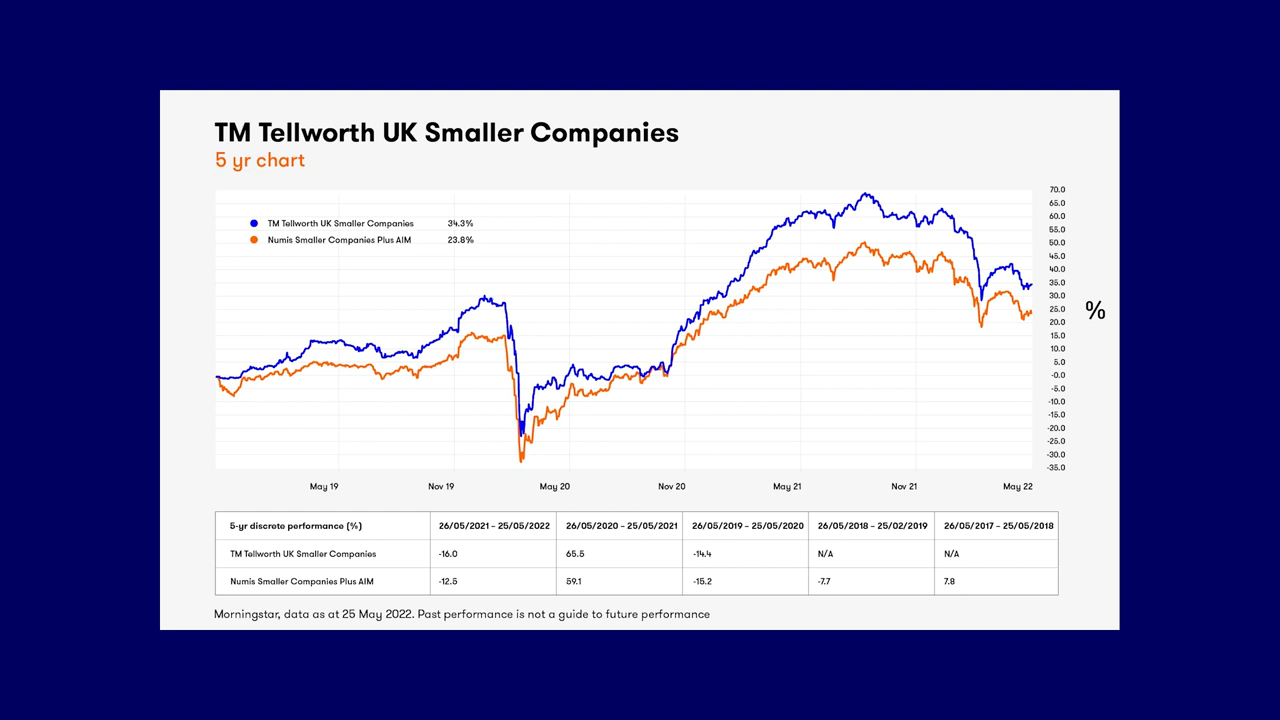 TM Tellworth UK Smaller Companies
5 yr chart
TM Tellworth UK Smaller Companies 34.3%
Numis Smaller Companies Plus AIM 23.8%
70.0
65.0
60.0
55.0
50.0
45.0
40.0
35.0
30.0
25.0
20.0
15.0
10.0
5.0
-0.0
-5.0
-10.0
-15.0
-20.0
-25.0
-30.0
-35.0
%
May 19 Nov 19 May 20 Nov 20 May 21 Nov 21 May 22
5-yr discrete performance (%) 26/05/2021 - 25/05/2022 26/05/2020 - 25/05/2021 26/05/2019 - 25/05/2020 26/05/2018 - 25/02/2019 26/05/2017 - 25/05/2018
TM Tellworth UK Smaller Companies -16.0 65.5 -14.4 N/A N/A
Numis Smaller Companies Plus AIM -12.5 59.1 -15.2 -7.7 7.8
Morningstar, data as at 25 May 2022. Past performance is not a guide to future performance